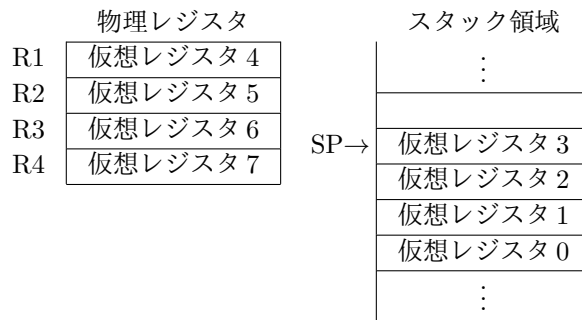 物理レジスタ
R1 仮想レジスタ 4
R2 仮想レジスタ 5
R3 仮想レジスタ 6
R4 仮想レジスタ 7
スタック領域
⋮
SP→ 仮想レジスタ 3
仮想レジスタ 2
仮想レジスタ 1
仮想レジスタ 0
⋮